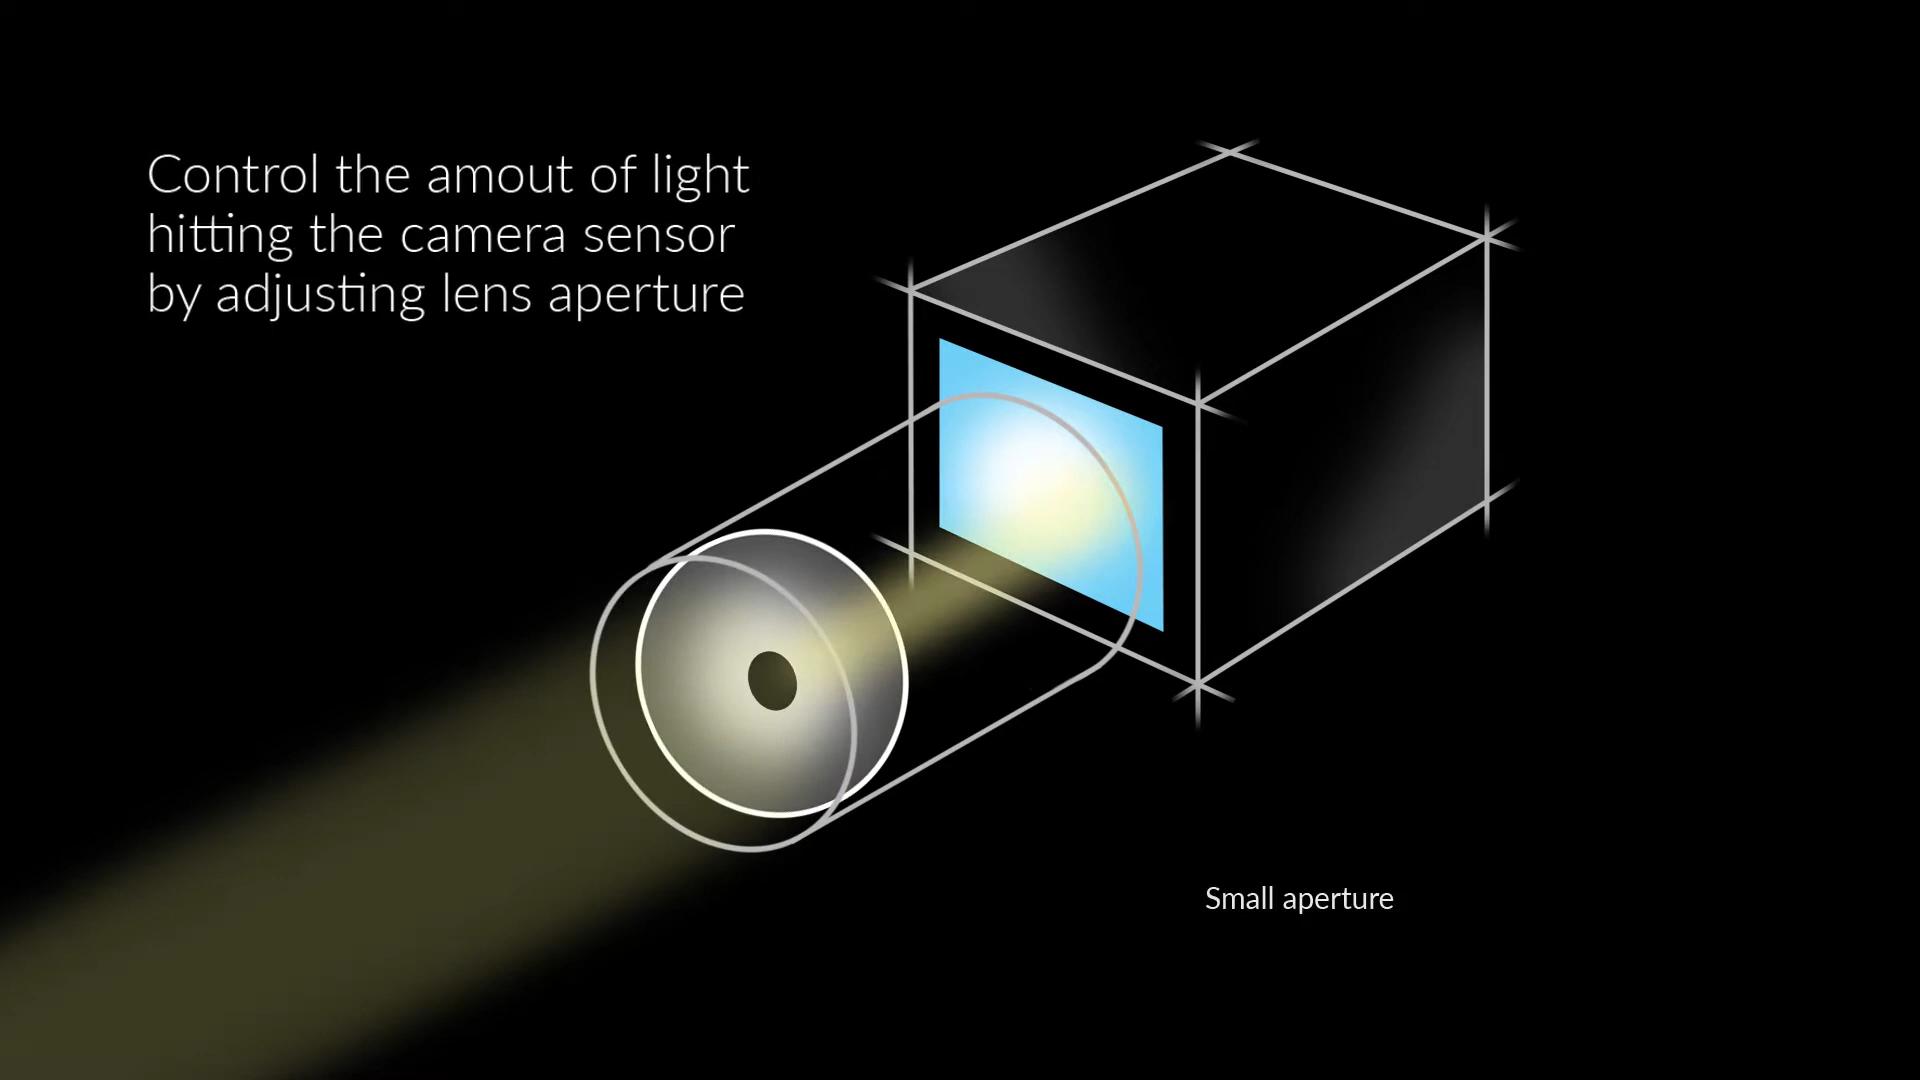 Control the amout of light
hitting the camera sensor
by adjusting lens aperture
Small aperture